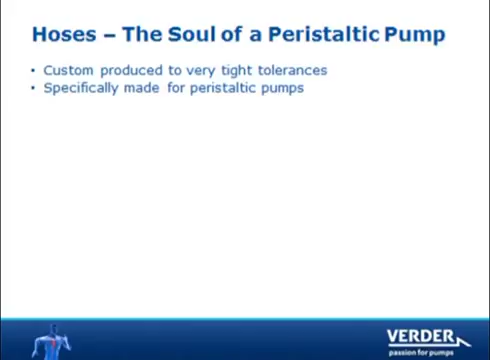 Hoses – The Soul of a Peristaltic Pump
• Custom produced to very tight tolerances
• Specifically made for peristaltic pumps
VERDER
passion for pumps